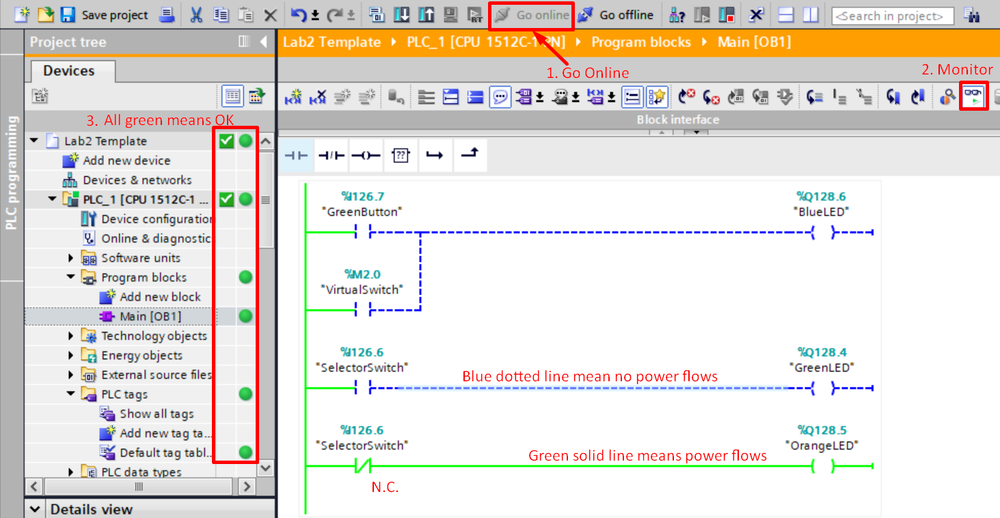 Save project
RT
Go online
Go offline
<Search in project>
Project tree
Lab2 Template
PLC_1 [CPU 1512C-1 PN]
Program blocks
Main [OB1]
Devices
1. Go Online
2. Monitor
PLC programming
3. All green means OK
Block interface
Lab2 Template
Add new device
Devices & networks
PLC_1 [CPU 1512C-1 ...
Device configuration
Online & diagnostic
Software units
Program blocks
Add new block
Main [OB1]
Technology objects
Energy objects
External source files
PLC tags
Show all tags
Add new tag ta...
Default tag tabl...
PLC data types
Details view
??
%I126.7
"GreenButton"
%Q128.6
"BlueLED"
%M2.0
"VirtualSwitch"
%I126.6
"SelectorSwitch"
Blue dotted line mean no power flows
%Q128.4
"GreenLED"
%I126.6
"SelectorSwitch"
Green solid line means power flows
%Q128.5
"OrangeLED"
N.C.